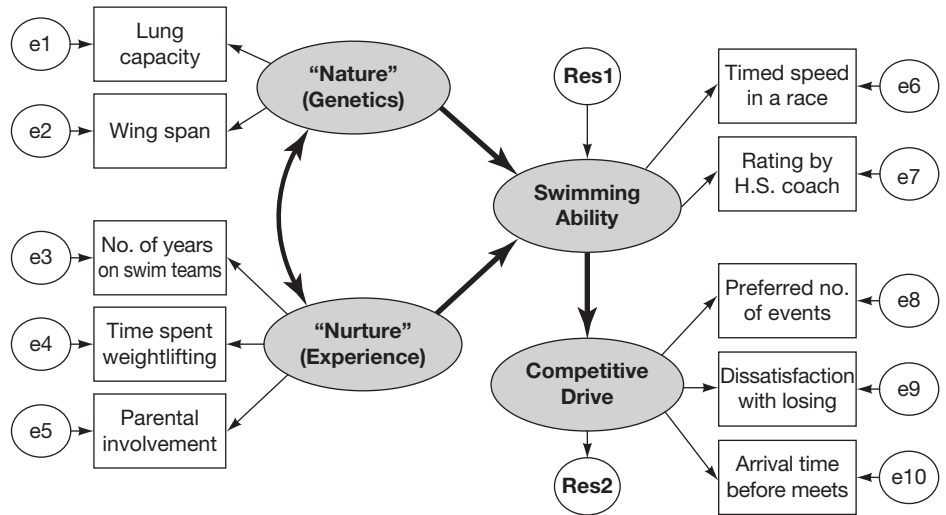 e1
Lung
capacity
e2
Wing span
"Nature"
(Genetics)
e3
No. of years
on swim teams
e4
Time spent
weightlifting
e5
Parental
involvement
"Nurture"
(Experience)
Res1
Swimming
Ability
Timed speed
in a race
e6
Rating by
H.S. coach
e7
Competitive
Drive
Res2
Preferred no.
of events
e8
Dissatisfaction
with losing
e9
Arrival time
before meets
e10